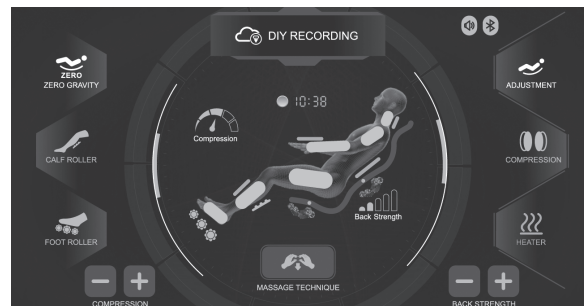 DIY RECORDING
ZERO
ZERO GRAVITY
ADJUSTMENT
10:38
Compression
CALF ROLLER
COMPRESSION
Back Strength
FOOT ROLLER
HEATER
MASSAGE TECHNIQUE
COMPRESSION
BACK STRENGTH